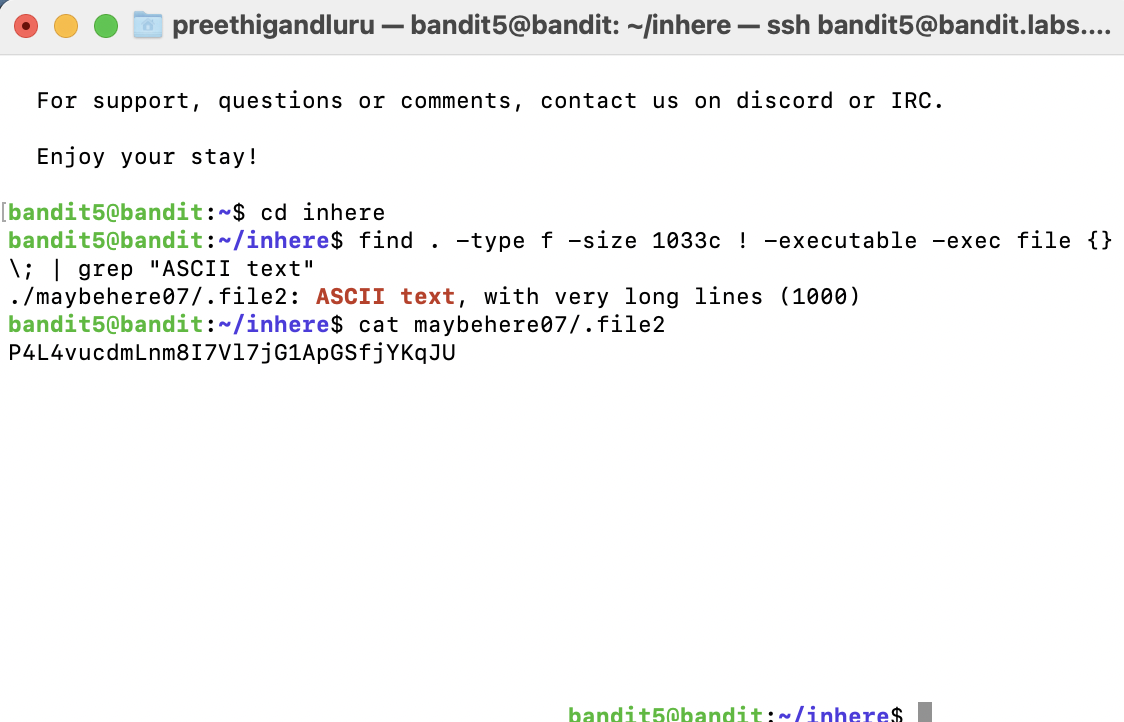 preethigandluru — bandit5@bandit: ~/inhere — ssh bandit5@bandit.labs....
For support, questions or comments, contact us on discord or IRC.
Enjoy your stay!
[bandit5@bandit:~$ cd inhere
bandit5@bandit:~/inhere$ find . -type f -size 1033c ! -executable -exec file {}
\; | grep "ASCII text"
./maybehere07/.file2: ASCII text, with very long lines (1000)
bandit5@bandit:~/inhere$ cat maybehere07/.file2
P4L4vucdmLnm8I7Vl7jG1ApGSfjYKqJU
bandit5@bandit:~/inhere$